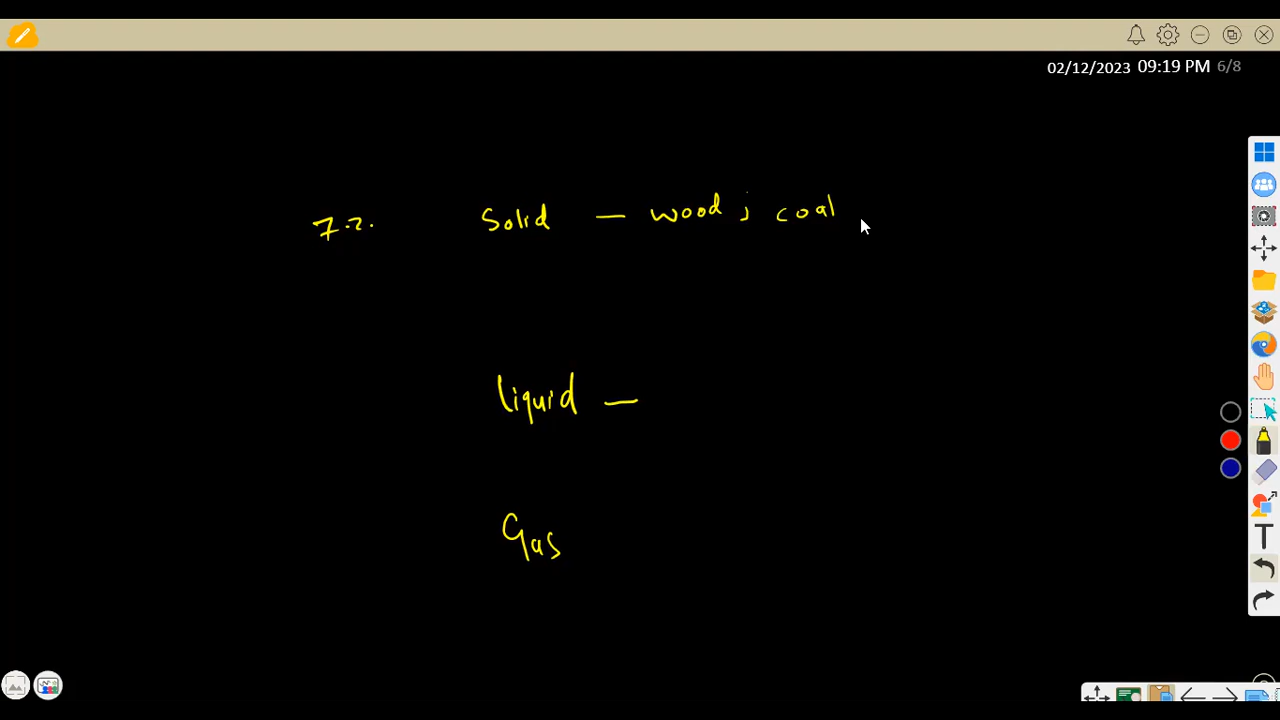 02/12/2023 09:19 PM 6/8
7.2. Solid — wood ; coal
liquid —
Gas
T